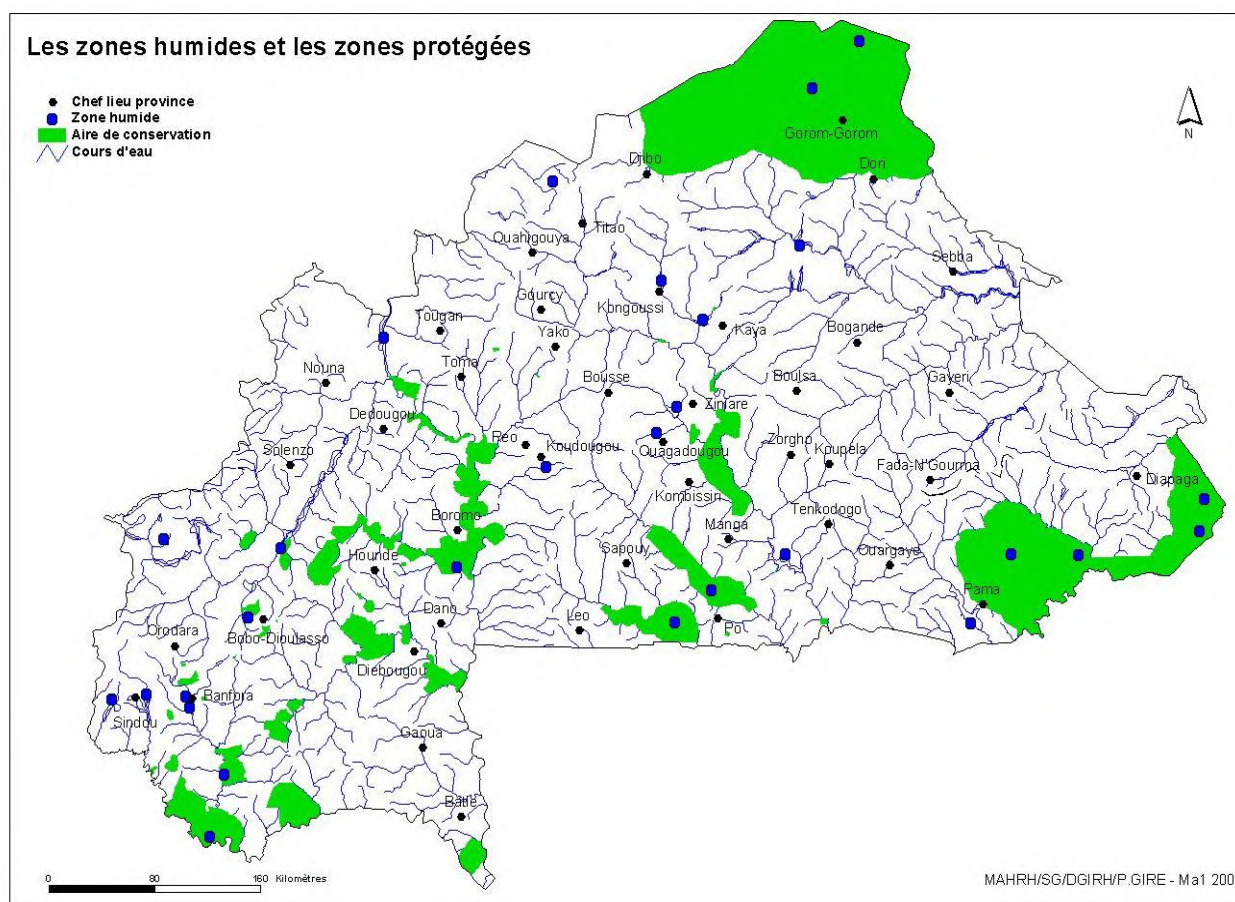 Les zones humides et les zones protégées
Chef lieu province
Zone humide
Aire de conservation
Cours d'eau
N
Gorom-Gorom
Djibo
Dori
Titao
Ouahigouya
Sebba
Gourcy
Kongoussi
Tougan
Kaya
Bogande
Yako
Nouna
Toma
Bousse
Boulsa
Gayeri
Ziniare
Dedougou
Reo
Koudougou
Ouagadougou
Zorgho
Koupela
Solenzo
Fada-N'Gourma
Diapaga
Kombissiri
Boromo
Manga
Tenkodogo
Hounde
Sapouy
Ouargaye
Pama
Dano
Leo
Po
Orodara
Bobo-Dioulasso
Diebougou
Banfora
Sindou
Gaoua
Batie
0 80 160 Kilomètres
MAHRH/SG/DGIRH/P.GIRE - Ma1 200